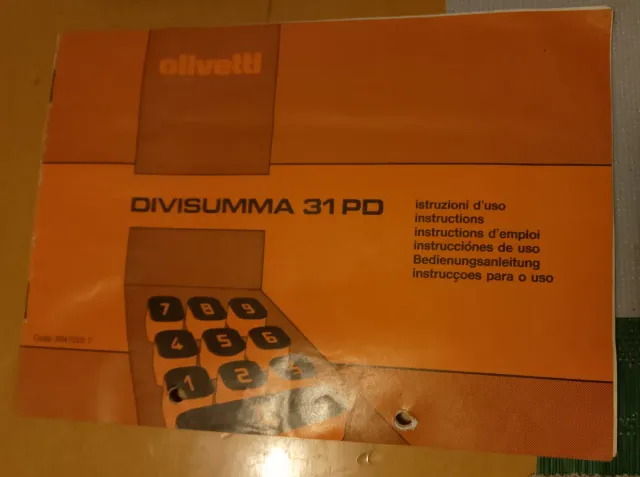 olivetti
DIVISUMMA 31 PD
istruzioni d'uso
instructions
instructions d'emploi
instrucciónes de uso
Bedienungsanleitung
instrucçoes para o uso
7 8 9
4 5 6
1 2 3